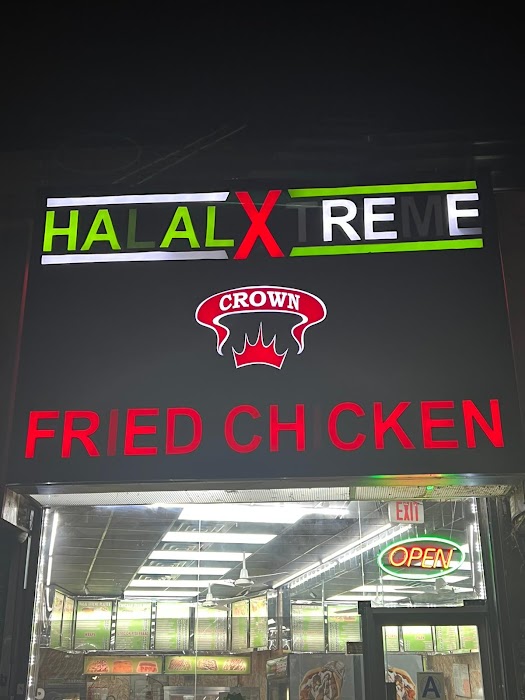 HALALXTREME
CROWN
FRIED CHICKEN
EXIT
OPEN
A